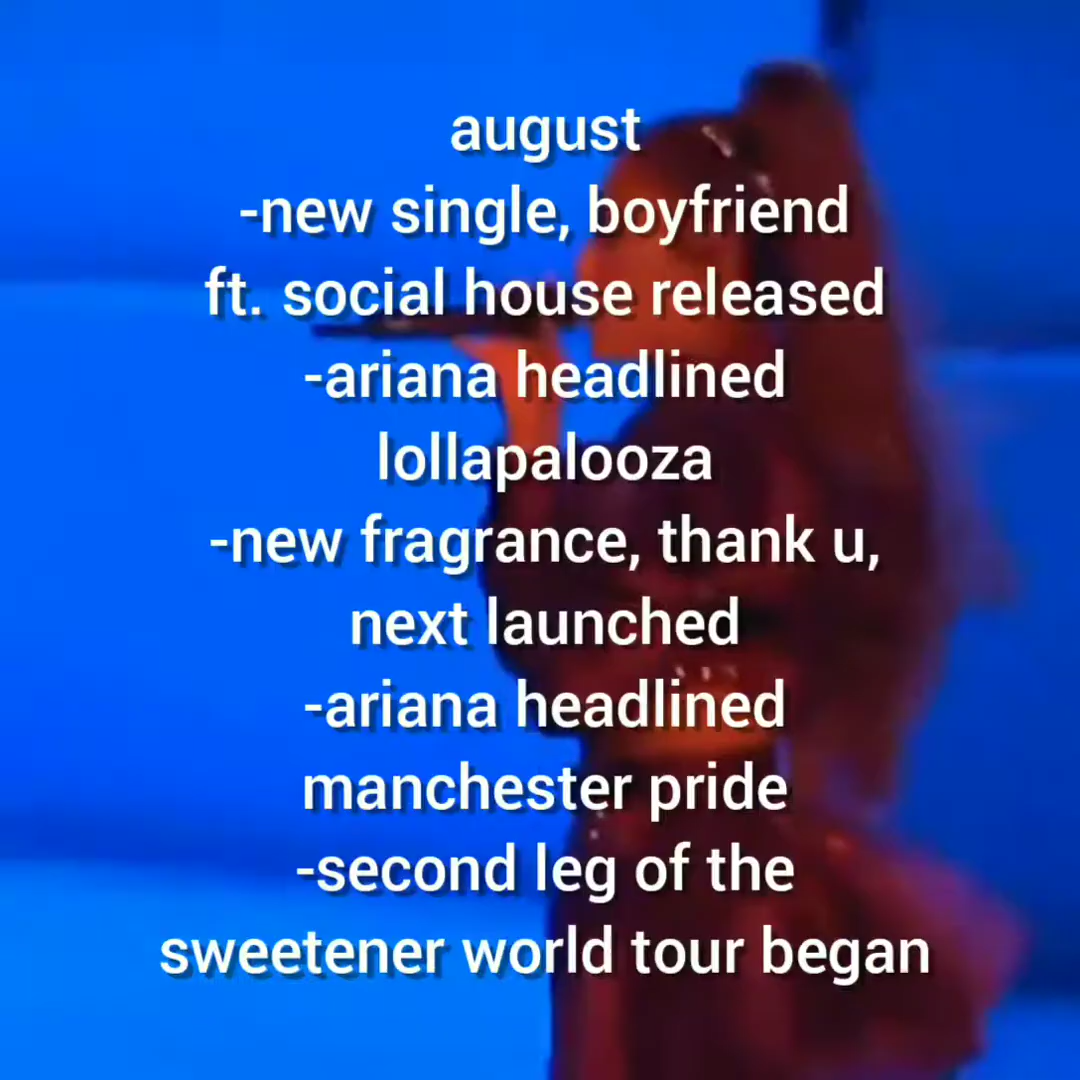 august
-new single, boyfriend
ft. social house released
-ariana headlined
lollapalooza
-new fragrance, thank u,
next launched
-ariana headlined
manchester pride
-second leg of the
sweetener world tour began